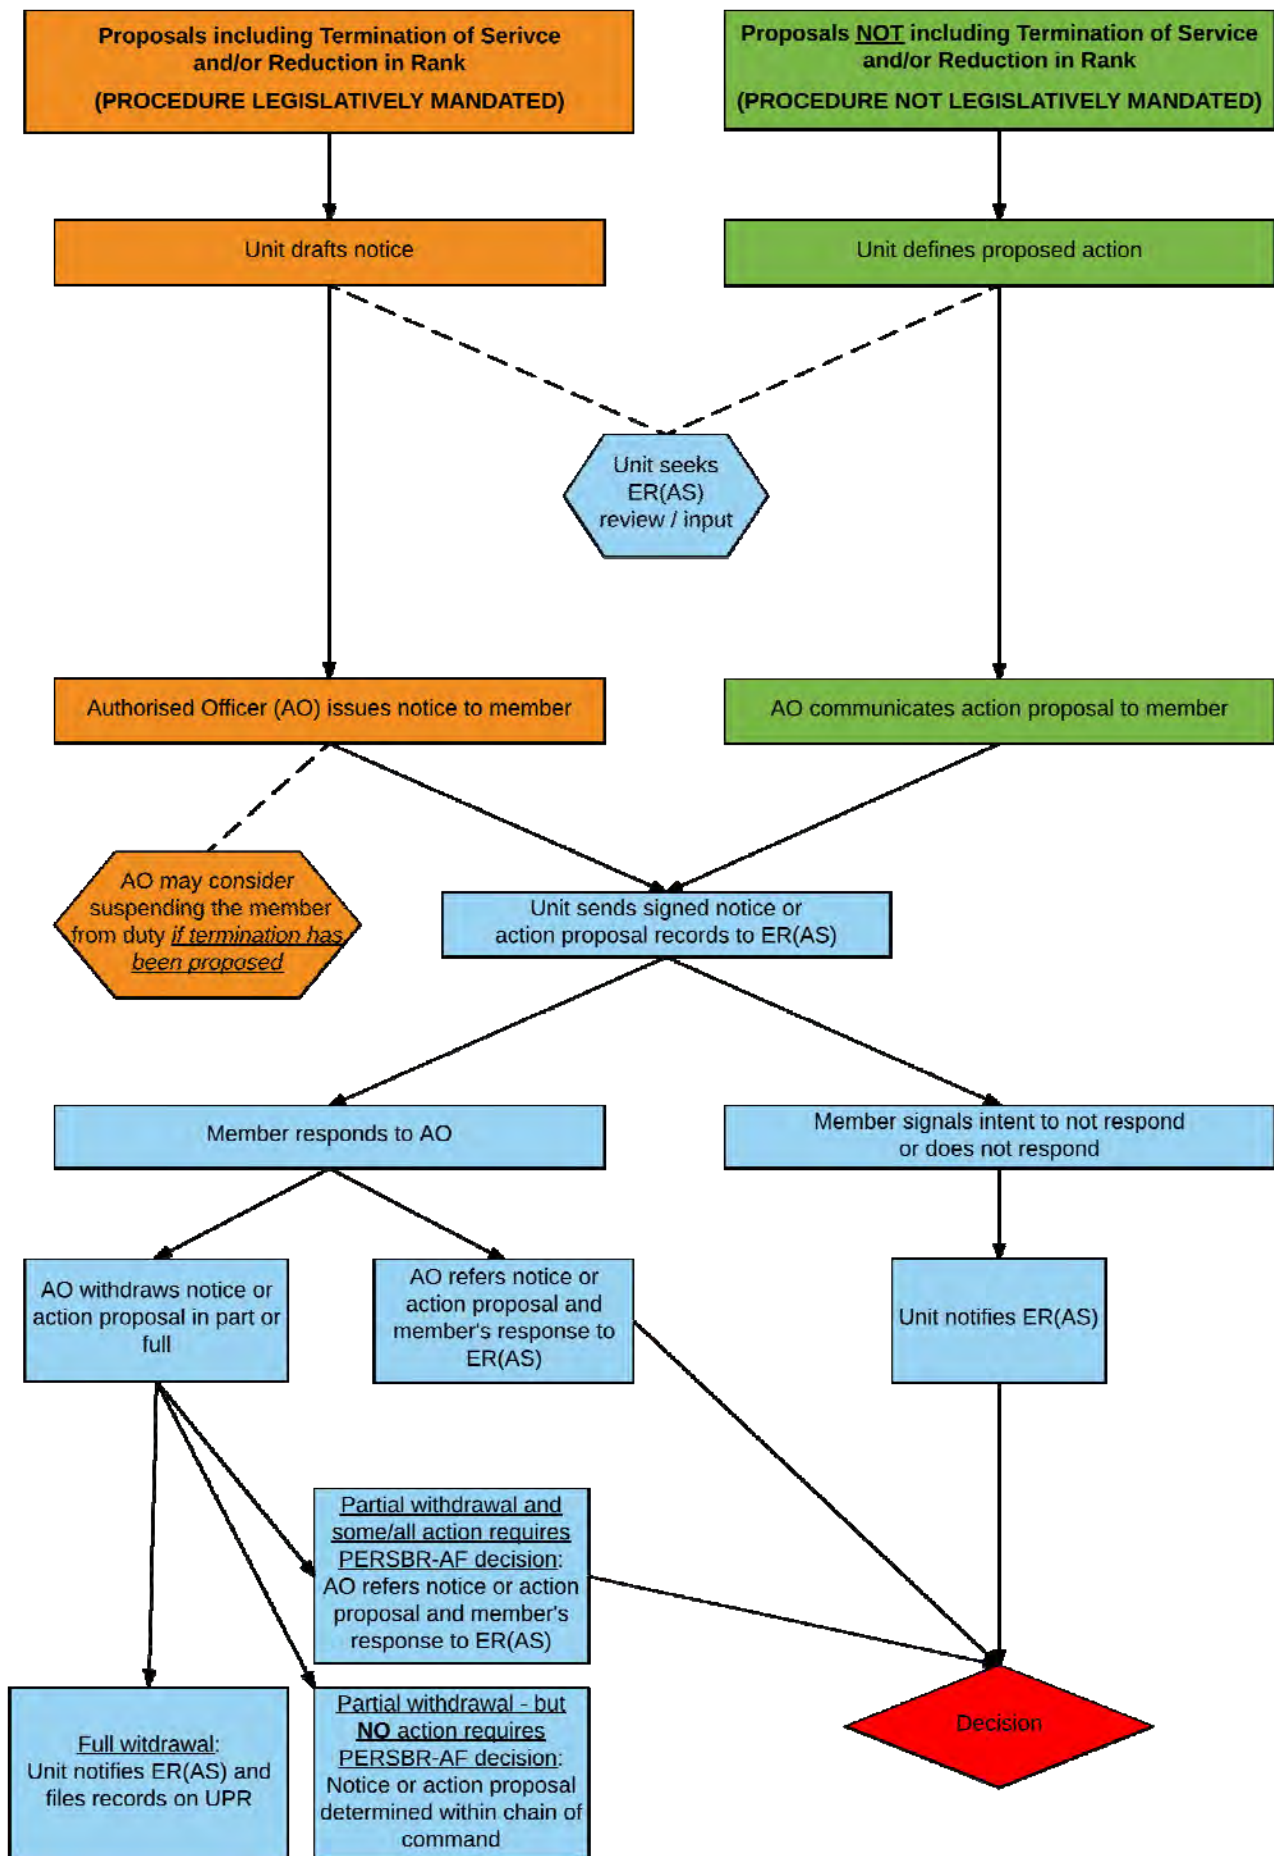 Proposals including Termination of Serivce
and/or Reduction in Rank
(PROCEDURE LEGISLATIVELY MANDATED)
Proposals NOT including Termination of Service
and/or Reduction in Rank
(PROCEDURE NOT LEGISLATIVELY MANDATED)
Unit drafts notice
Unit defines proposed action
Unit seeks
ER(AS)
review / input
Authorised Officer (AO) issues notice to member
AO communicates action proposal to member
AO may consider
suspending the member
from duty if termination has
been proposed
Unit sends signed notice or
action proposal records to ER(AS)
Member responds to AO
Member signals intent to not respond
or does not respond
AO withdraws notice or
action proposal in part or
full
AO refers notice or
action proposal and
member's response to
ER(AS)
Unit notifies ER(AS)
Partial withdrawal and
some/all action requires
PERSBR-AF decision:
AO refers notice or action
proposal and member's
response to ER(AS)
Full witdrawal:
Unit notifies ER(AS) and
files records on UPR
Partial withdrawal - but
NO action requires
PERSBR-AF decision:
Notice or action proposal
determined within chain of
command
Decision